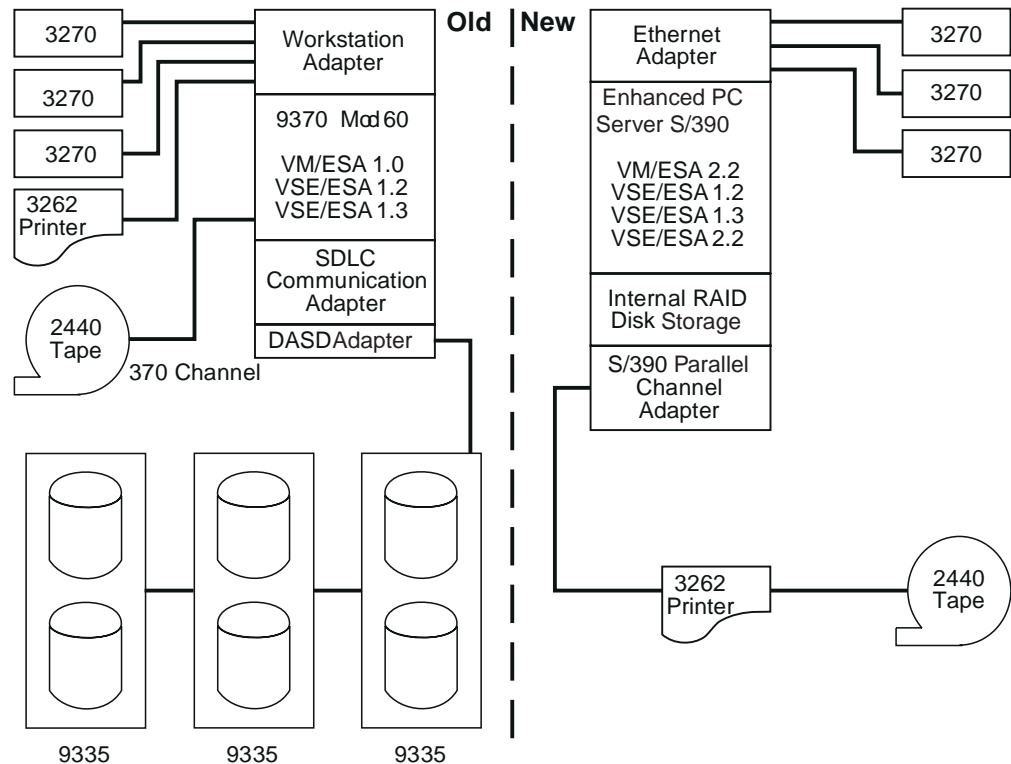 Old
New
3270
3270
3270
3262
Printer
2440
Tape
370 Channel
Workstation
Adapter
9370 Mod 60
VM/ESA 1.0
VSE/ESA 1.2
VSE/ESA 1.3
SDLC
Communication
Adapter
DASD Adapter
9335
9335
9335
Ethernet
Adapter
Enhanced PC
Server S/390
VM/ESA 2.2
VSE/ESA 1.2
VSE/ESA 1.3
VSE/ESA 2.2
Internal RAID
Disk Storage
S/390 Parallel
Channel
Adapter
3270
3270
3270
3262
Printer
2440
Tape